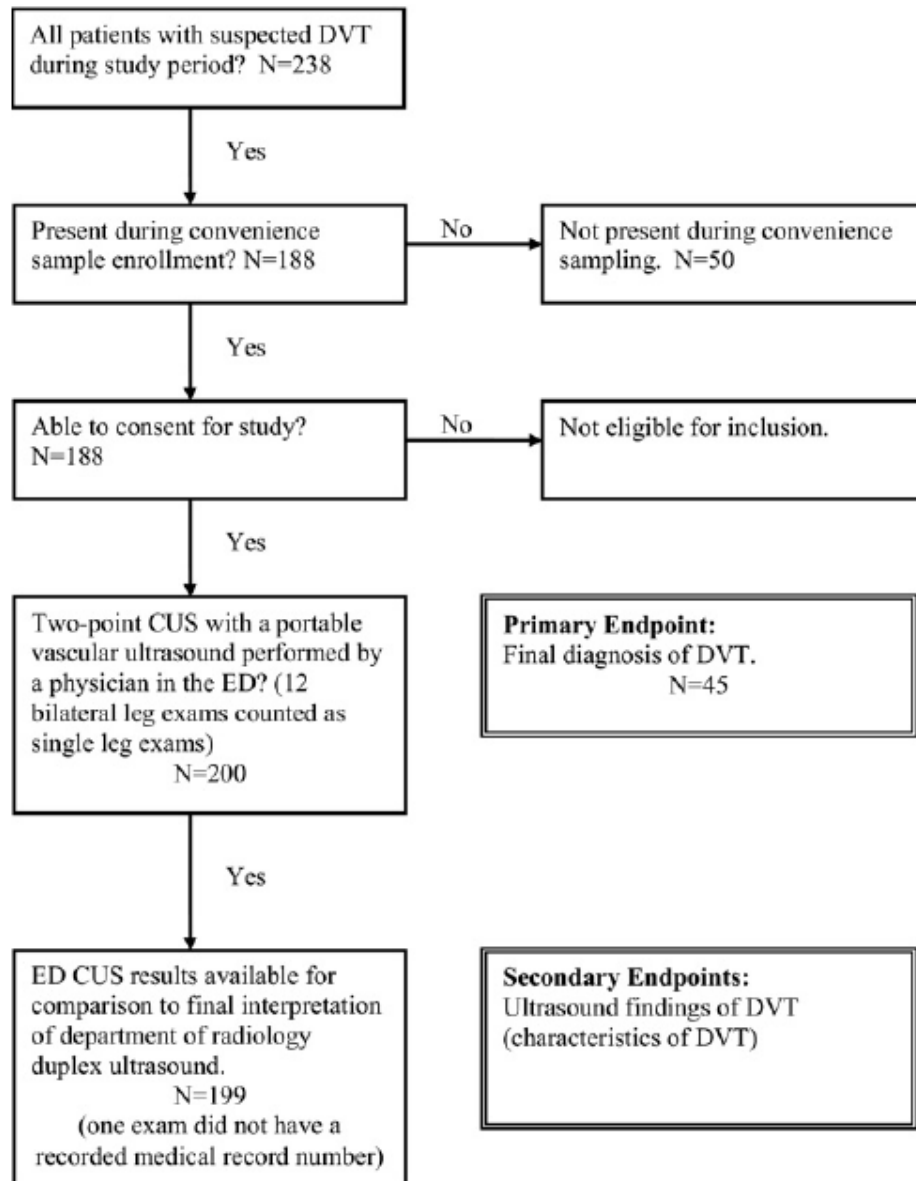 All patients with suspected DVT
during study period? N=238
Yes
Present during convenience
sample enrollment? N=188
No
Not present during convenience
sampling. N=50
Yes
Able to consent for study?
N=188
No
Not eligible for inclusion.
Yes
Two-point CUS with a portable
vascular ultrasound performed by
a physician in the ED? (12
bilateral leg exams counted as
single leg exams)
N=200
Primary Endpoint:
Final diagnosis of DVT.
N=45
Yes
ED CUS results available for
comparison to final interpretation
of department of radiology
duplex ultrasound.
N=199
(one exam did not have a
recorded medical record number)
Secondary Endpoints:
Ultrasound findings of DVT
(characteristics of DVT)